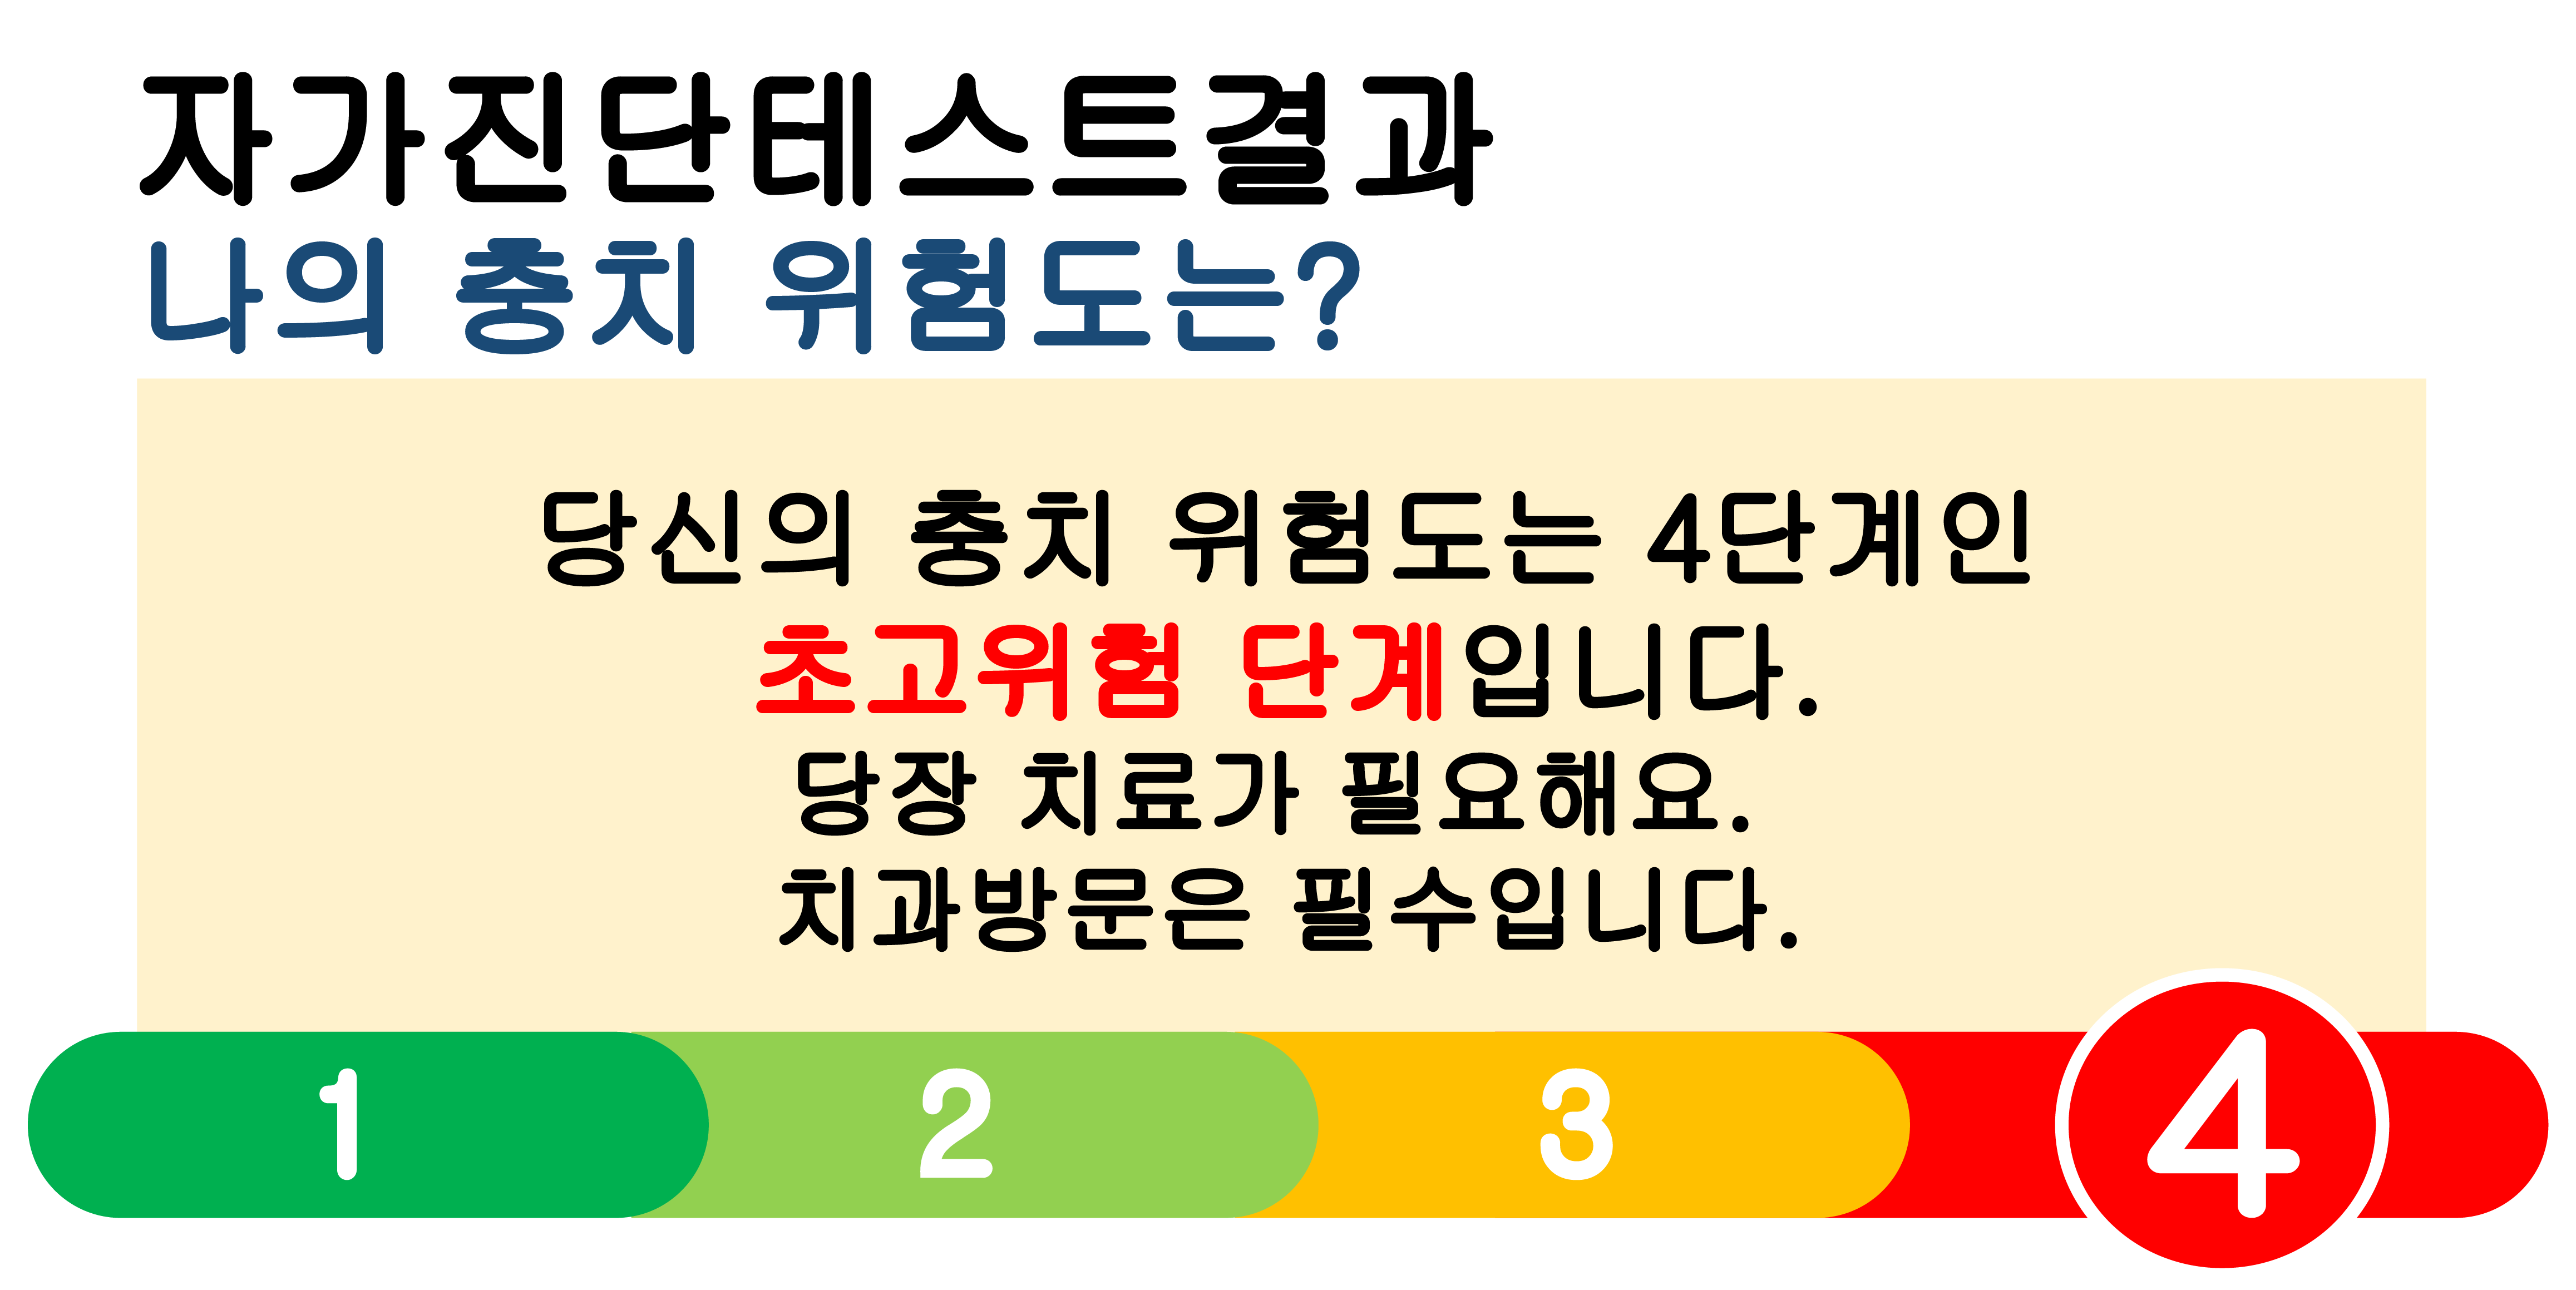 자가진단테스트결과
나의 충치 위험도는?
당신의 충치 위험도는 4단계인
초고위험 단계입니다.
당장 치료가 필요해요.
치과방문은 필수입니다.
1 2 3 4